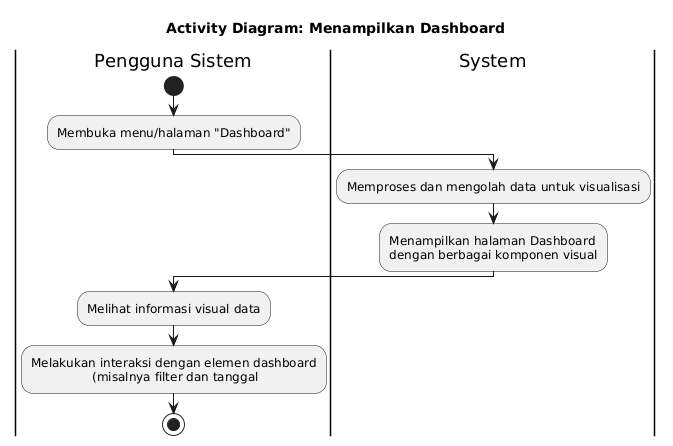 Activity Diagram: Menampilkan Dashboard
Pengguna Sistem
System
Membuka menu/halaman "Dashboard"
Memproses dan mengolah data untuk visualisasi
Menampilkan halaman Dashboard
dengan berbagai komponen visual
Melihat informasi visual data
Melakukan interaksi dengan elemen dashboard
(misalnya filter dan tanggal